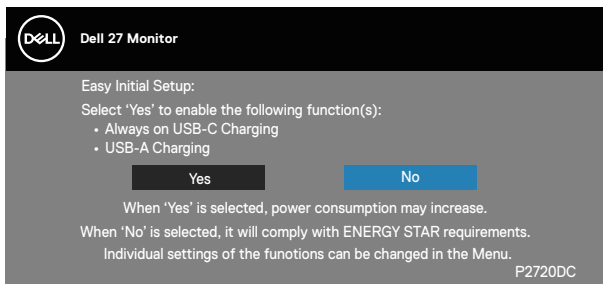 DELL
Dell 27 Monitor
Easy Initial Setup:
Select ‘Yes’ to enable the following function(s):
• Always on USB-C Charging
• USB-A Charging
Yes No
When ‘Yes’ is selected, power consumption may increase.
When ‘No’ is selected, it will comply with ENERGY STAR requirements.
Individual settings of the funotions can be changed in the Menu.
P2720DC